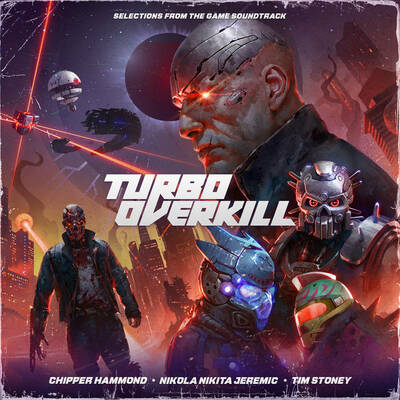 SELECTIONS FROM THE GAME SOUNDTRACK
TURBO
OVERKILL
CHIPPER HAMMOND • NIKOLA NIKITA JEREMIC • TIM STONEY